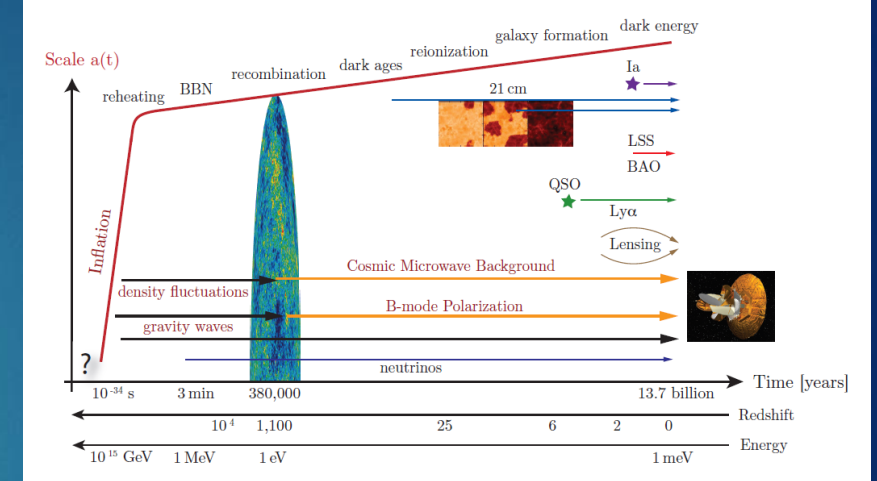 dark energy
galaxy formation
reionization
dark ages
recombination
BBN
reheating
Scale a(t)
Inflation
Ia
21 cm
LSS
BAO
QSO
Lyα
Lensing
Cosmic Microwave Background
density fluctuations
B-mode Polarization
gravity waves
neutrinos
?
10⁻³⁴ s 3 min 380,000 13.7 billion Time [years]
10⁴ 1,100 25 6 2 0 Redshift
10¹⁵ GeV 1 MeV 1 eV 1 meV Energy